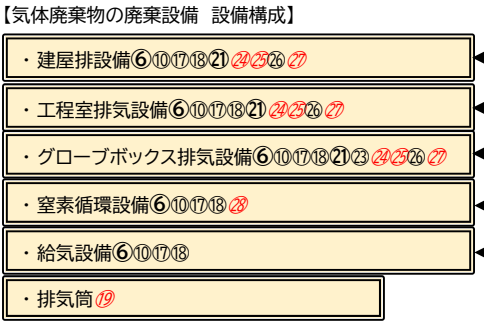 【気体廃棄物の廃棄設備 設備構成】
・建屋排設備⑥⑩⑰⑱㉑㉔㉕㉖㉗
・工程室排気設備⑥⑩⑰⑱㉑㉔㉕㉖㉗
・グローブボックス排気設備⑥⑩⑰⑱㉑㉓㉔㉕㉖㉗
・窒素循環設備⑥⑩⑰⑱㉘
・給気設備⑥⑩⑰⑱
・排気筒⑲